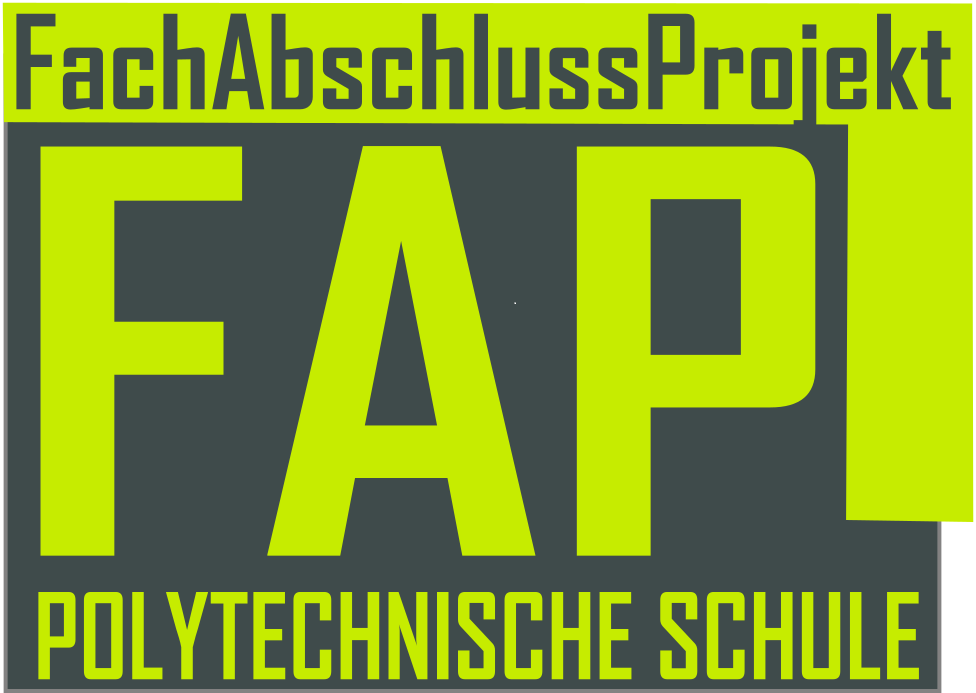 FachAbschlussProjekt
FAP
POLYTECHNISCHE SCHULE